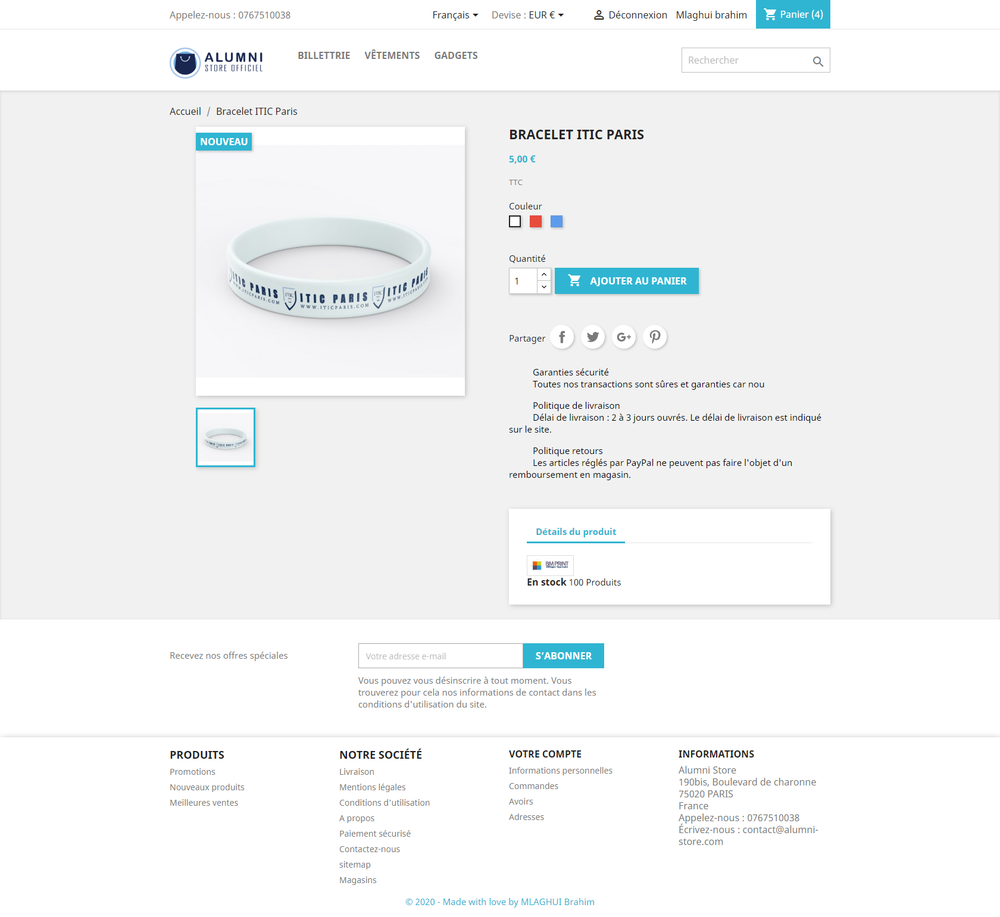 Appelez-nous : 0767510038
Français
Devise : EUR €
Déconnexion
Mlaghui brahim
Panier (4)
ALUMNI
STORE OFFICIEL
BILLETTRIE
VÊTEMENTS
GADGETS
Rechercher
Accueil / Bracelet ITIC Paris
NOUVEAU
ITIC PARIS
WWW.ITICPARIS.COM
ITIC
ITIC PARIS
WWW.ITICPARIS.COM
ITIC
ITIC PARIS
WWW.ITICPARIS.COM
BRACELET ITIC PARIS
5,00 €
TTC
Couleur
Quantité
1
AJOUTER AU PANIER
Partager
Garanties sécurité
Toutes nos transactions sont sûres et garanties car nou
Politique de livraison
Délai de livraison : 2 à 3 jours ouvrés. Le délai de livraison est indiqué
sur le site.
Politique retours
Les articles réglés par PayPal ne peuvent pas faire l'objet d'un
remboursement en magasin.
Détails du produit
BM PRINT
En stock 100 Produits
Recevez nos offres spéciales
Votre adresse e-mail
S’ABONNER
Vous pouvez vous désinscrire à tout moment. Vous
trouverez pour cela nos informations de contact dans les
conditions d'utilisation du site.
PRODUITS
Promotions
Nouveaux produits
Meilleures ventes
NOTRE SOCIÉTÉ
Livraison
Mentions légales
Conditions d'utilisation
A propos
Paiement sécurisé
Contactez-nous
sitemap
Magasins
VOTRE COMPTE
Informations personnelles
Commandes
Avoirs
Adresses
INFORMATIONS
Alumni Store
190bis, Boulevard de charonne
75020 PARIS
France
Appelez-nous : 0767510038
Écrivez-nous : contact@alumni-
store.com
© 2020 - Made with love by MLAGHUI Brahim